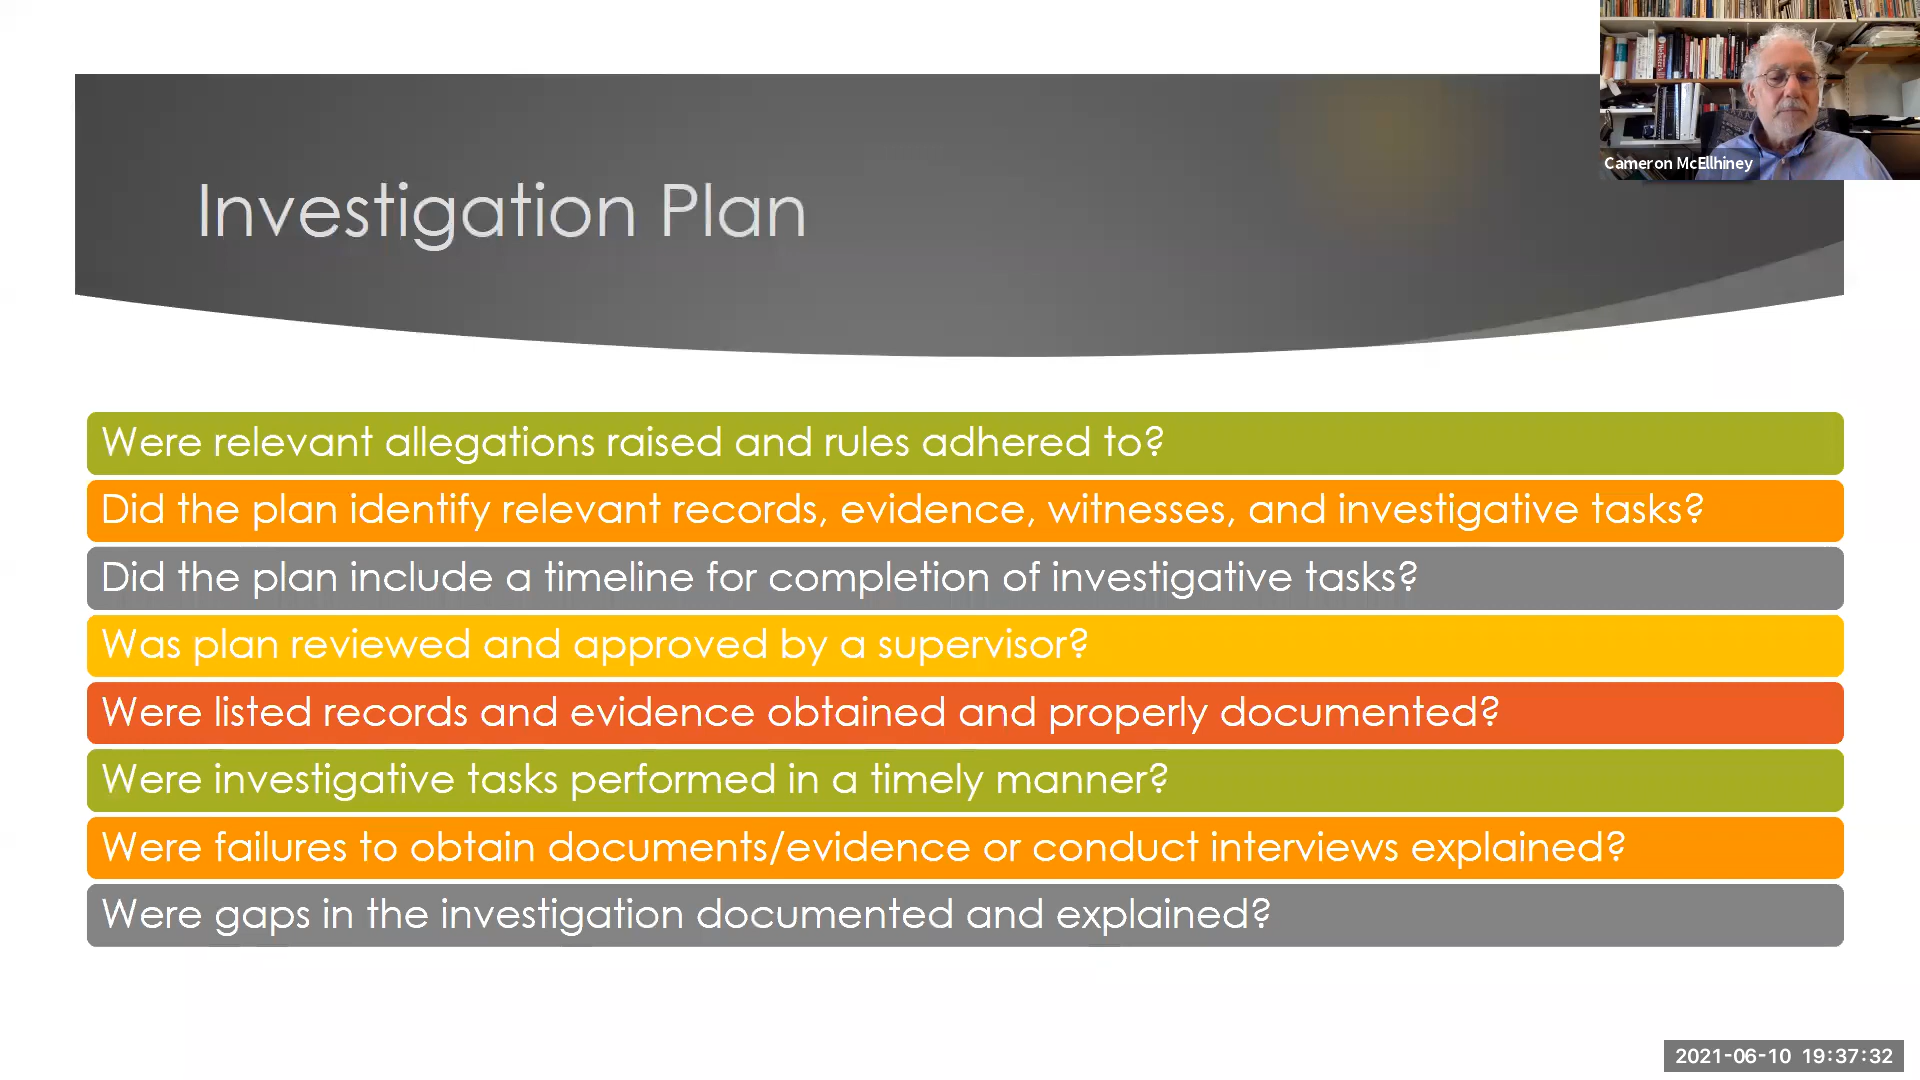 Cameron McEllhiney
Investigation Plan
Were relevant allegations raised and rules adhered to?
Did the plan identify relevant records, evidence, witnesses, and investigative tasks?
Did the plan include a timeline for completion of investigative tasks?
Was plan reviewed and approved by a supervisor?
Were listed records and evidence obtained and properly documented?
Were investigative tasks performed in a timely manner?
Were failures to obtain documents/evidence or conduct interviews explained?
Were gaps in the investigation documented and explained?
2021-06-10 19:37:32